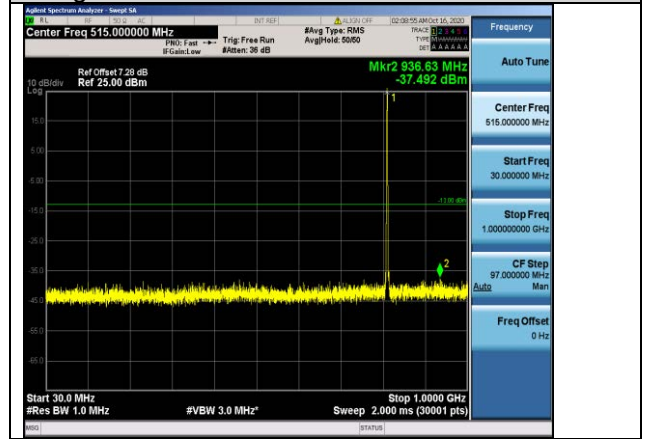 Agilent Spectrum Analyzer - Swept SA
RL RF 50 Ω AC INT REF ALIGN OFF 02:08:55 AM Oct 16, 2020
Center Freq 515.000000 MHz
PNO: Fast
IFGain:Low
Trig: Free Run
#Atten: 36 dB
#Avg Type: RMS
Avg|Hold: 50/50
TRACE 1 2 3 4 5 6
TYPE
DET A A A A A A
Frequency
Mkr2 936.63 MHz
-37.492 dBm
Auto Tune
Ref Offset 7.28 dB
10 dB/div Ref 25.00 dBm
Log
1
15.0
5.00
-5.00
-13.00 dBm
-15.0
-25.0
-35.0
2
-45.0
-55.0
-65.0
Center Freq
515.000000 MHz
Start Freq
30.000000 MHz
Stop Freq
1.000000000 GHz
CF Step
97.000000 MHz
Auto Man
Freq Offset
0 Hz
Start 30.0 MHz Stop 1.0000 GHz
#Res BW 1.0 MHz #VBW 3.0 MHz* Sweep 2.000 ms (30001 pts)
MSG STATUS